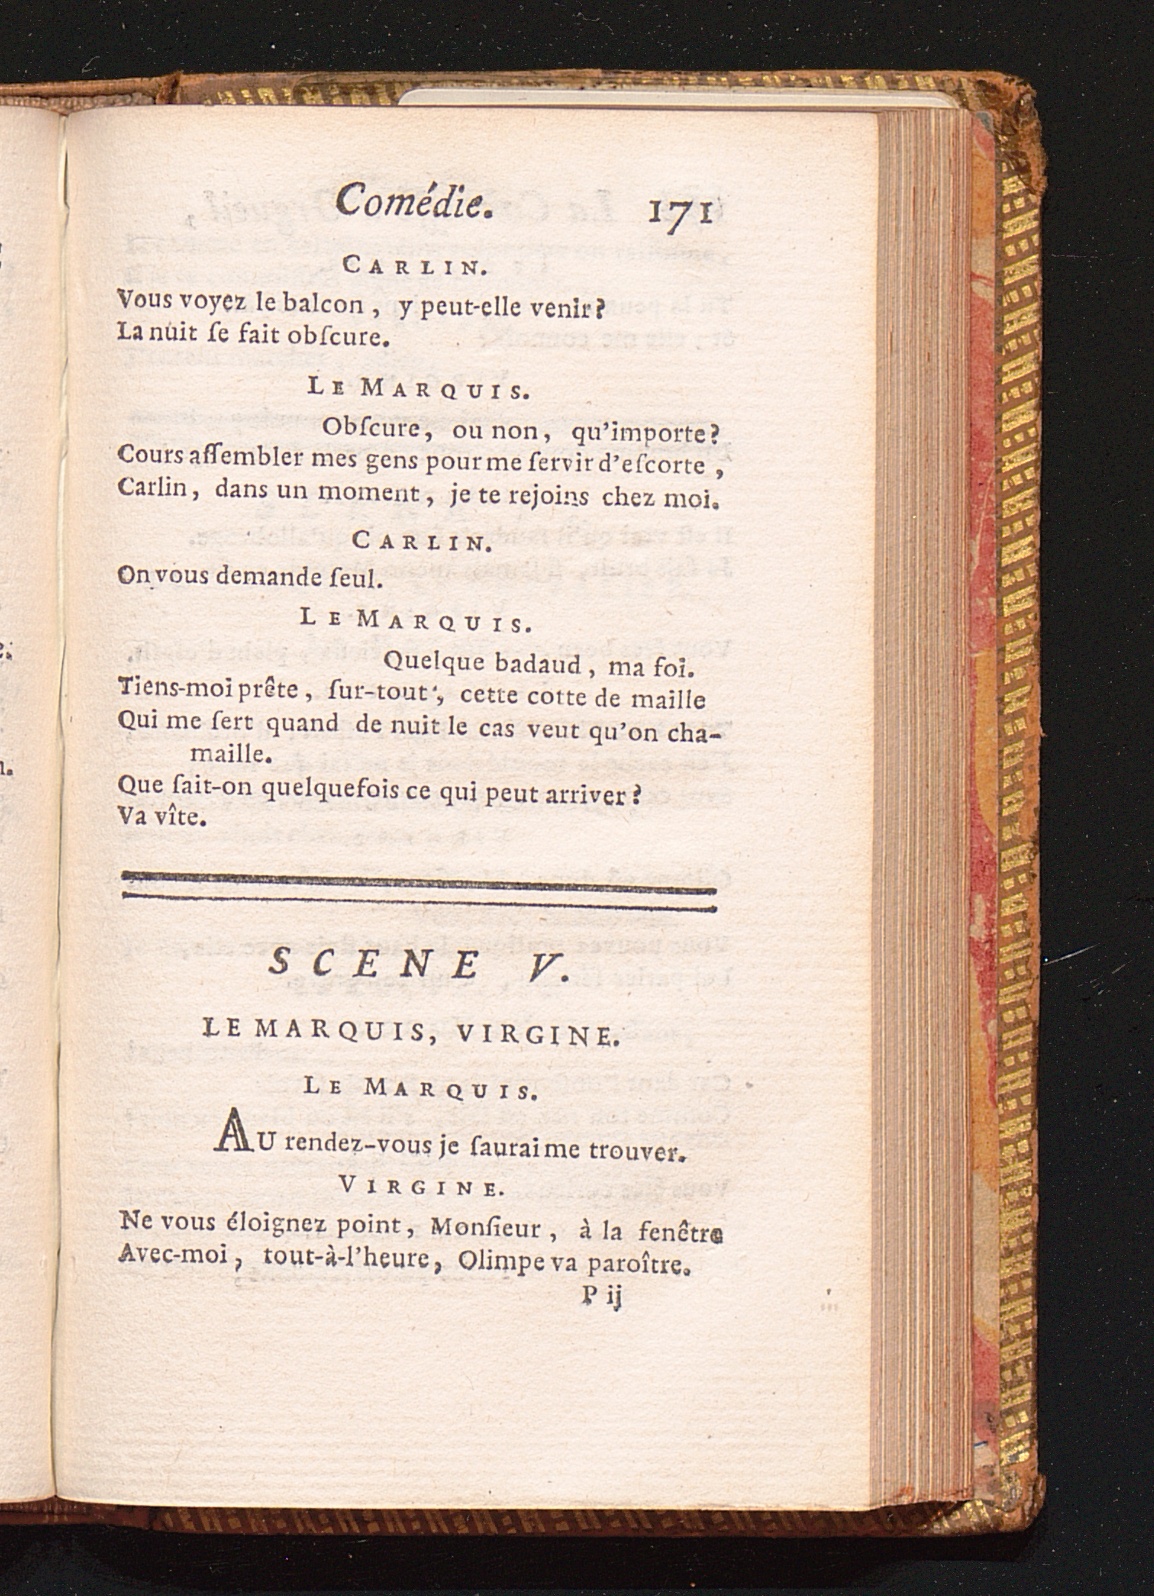 Comédie. 171
CARLIN.
Vous voyez le balcon, y peut-elle venir?
La nuit ſe fait obſcure.
LE MARQUIS.
Obſcure, ou non, qu'importe?
Cours aſſembler mes gens pour me ſervir d'eſcorte,
Carlin, dans un moment, je te rejoins chez moi.
CARLIN.
On vous demande ſeul.
LE MARQUIS.
Quelque badaud, ma foi.
Tiens-moi prête, ſur-tout, cette cotte de maille
Qui me ſert quand de nuit le cas veut qu'on cha-
maille.
Que ſait-on quelquefois ce qui peut arriver?
Va vîte.
SCENE V.
LE MARQUIS, VIRGINE.
LE MARQUIS.
AU rendez-vous je ſaurai me trouver.
VIRGINE.
Ne vous éloignez point, Monſieur, à la fenêtre
Avec-moi, tout-à-l'heure, Olimpe va paroître.
P ij